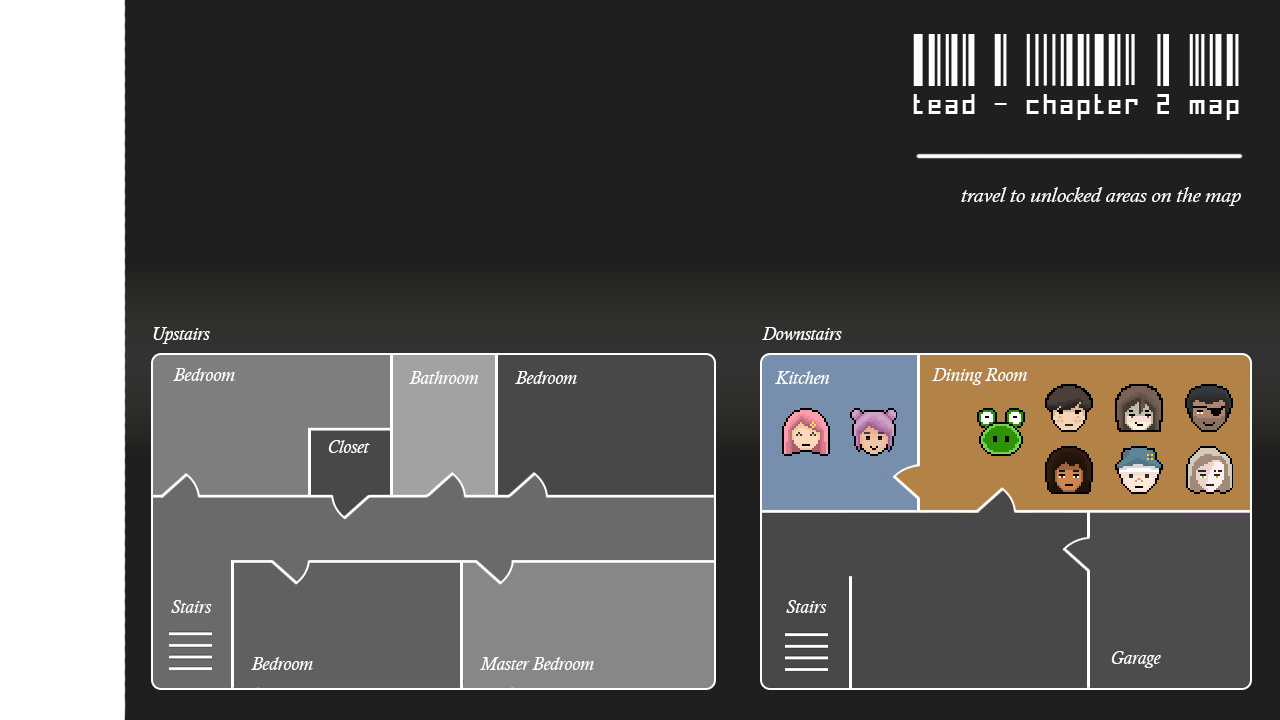 tead - chapter 2 map
travel to unlocked areas on the map
Upstairs
Bedroom
Bathroom
Bedroom
Closet
Stairs
Bedroom
Master Bedroom
Downstairs
Kitchen
Dining Room
Stairs
Garage